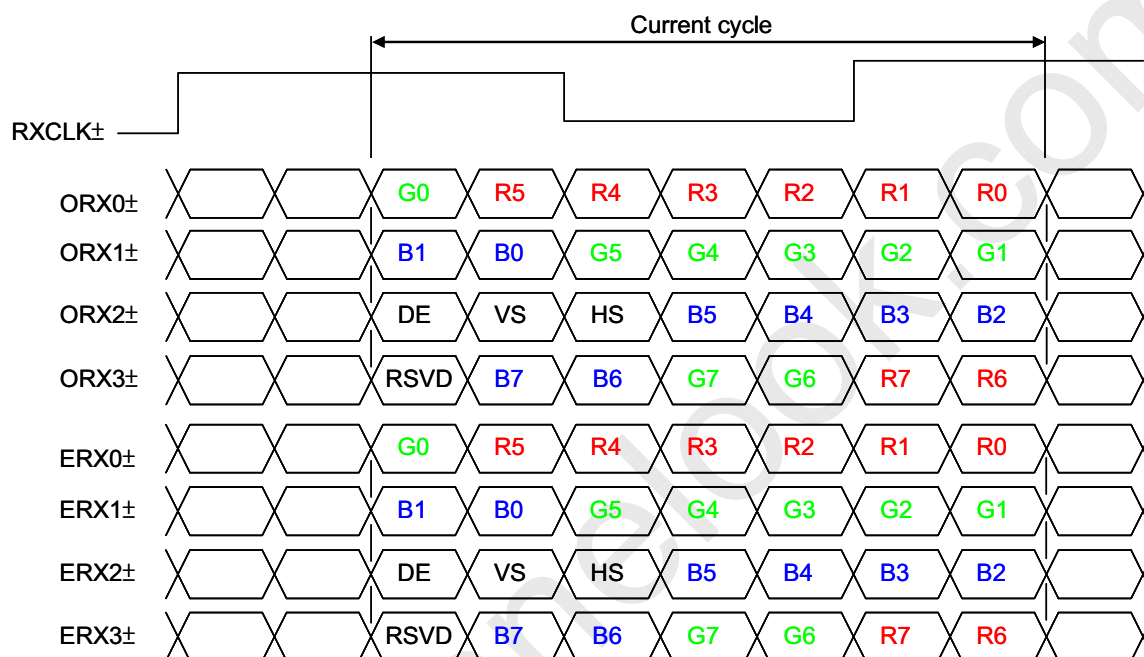 Current cycle
RXCLK±
ORX0± G0 R5 R4 R3 R2 R1 R0
ORX1± B1 B0 G5 G4 G3 G2 G1
ORX2± DE VS HS B5 B4 B3 B2
ORX3± RSVD B7 B6 G7 G6 R7 R6
ERX0± G0 R5 R4 R3 R2 R1 R0
ERX1± B1 B0 G5 G4 G3 G2 G1
ERX2± DE VS HS B5 B4 B3 B2
ERX3± RSVD B7 B6 G7 G6 R7 R6
nelook.com